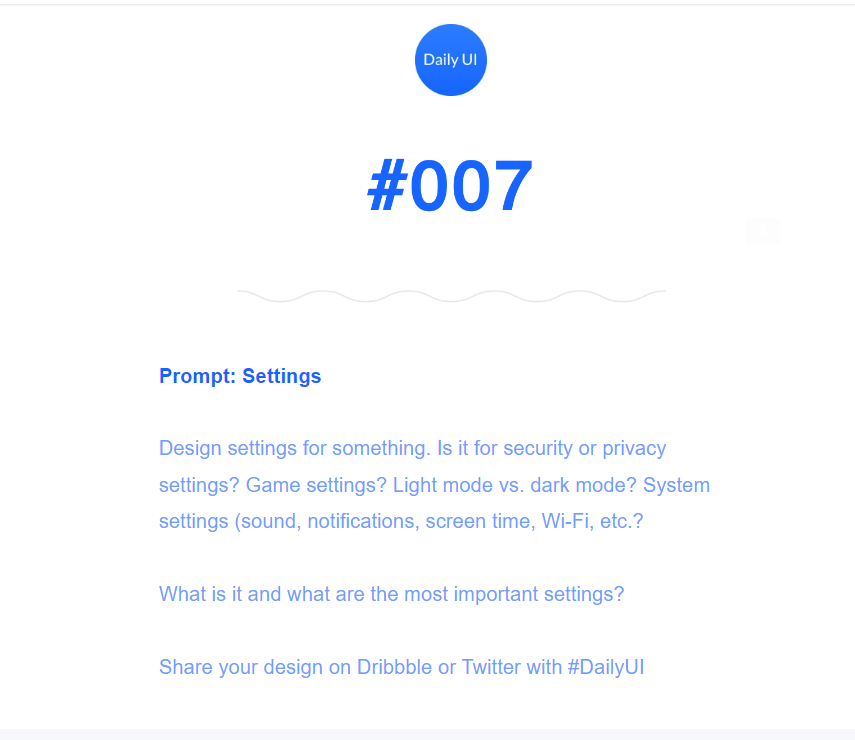 Daily UI
#007
Prompt: Settings
Design settings for something. Is it for security or privacy
settings? Game settings? Light mode vs. dark mode? System
settings (sound, notifications, screen time, Wi-Fi, etc.?
What is it and what are the most important settings?
Share your design on Dribbble or Twitter with #DailyUI